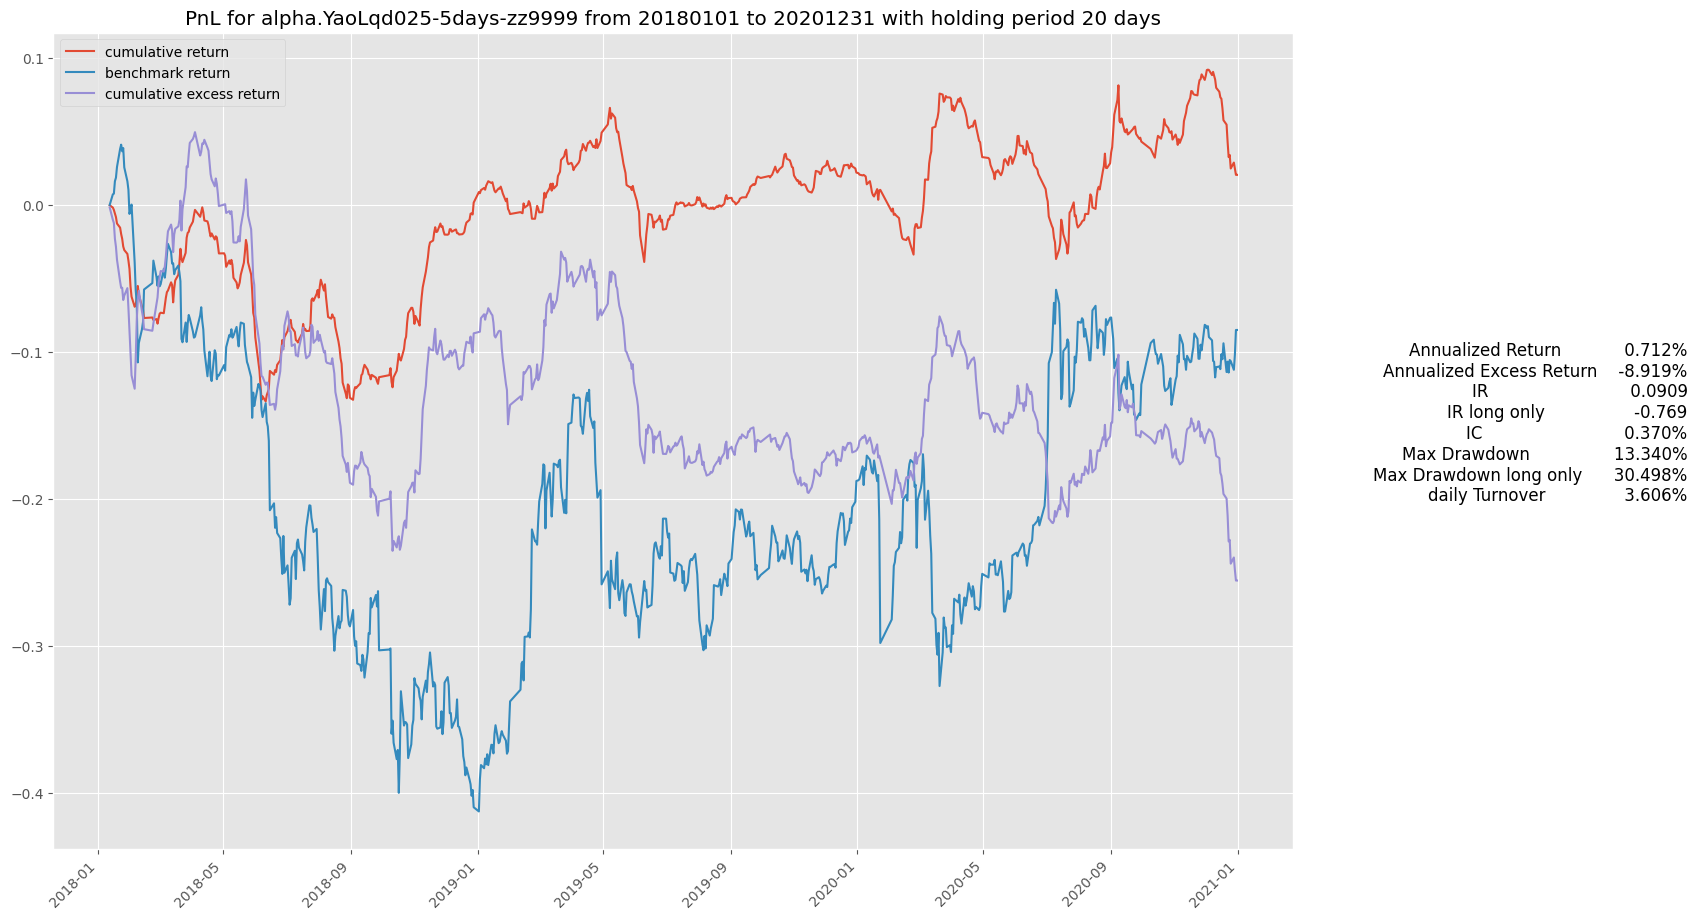 PnL for alpha.YaoLqd025-5days-zz9999 from 20180101 to 20201231 with holding period 20 days
cumulative return
benchmark return
cumulative excess return
0.1
0.0
−0.1
−0.2
−0.3
−0.4
2018-01
2018-05
2018-09
2019-01
2019-05
2019-09
2020-01
2020-05
2020-09
2021-01
Annualized Return 0.712%
Annualized Excess Return -8.919%
IR 0.0909
IR long only -0.769
IC 0.370%
Max Drawdown 13.340%
Max Drawdown long only 30.498%
daily Turnover 3.606%